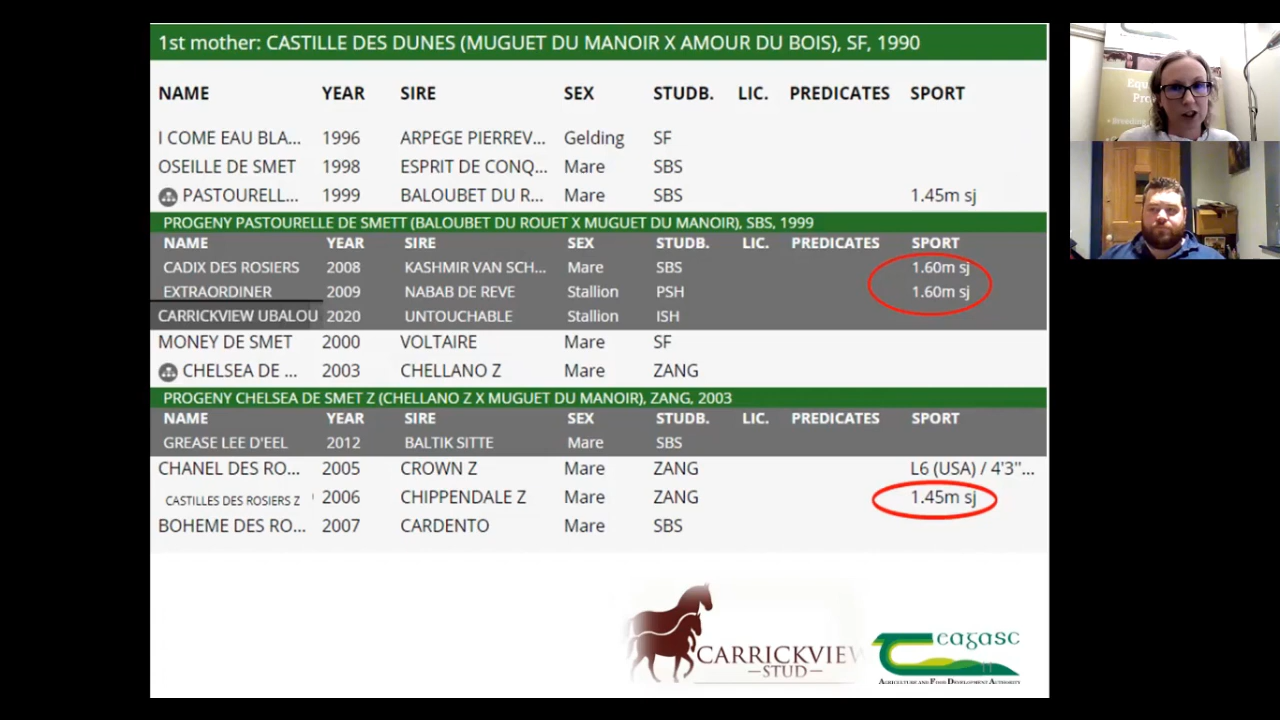 1st mother: CASTILLE DES DUNES (MUGUET DU MANOIR X AMOUR DU BOIS), SF, 1990
NAME YEAR SIRE SEX STUDB. LIC. PREDICATES SPORT
I COME EAU BLA... 1996 ARPEGE PIERREV... Gelding SF
OSEILLE DE SMET 1998 ESPRIT DE CONQ... Mare SBS
PASTOURELL... 1999 BALOUBET DU R... Mare SBS 1.45m sj
PROGENY PASTOURELLE DE SMETT (BALOUBET DU ROUET X MUGUET DU MANOIR), SBS, 1999
NAME YEAR SIRE SEX STUDB. LIC. PREDICATES SPORT
CADIX DES ROSIERS 2008 KASHMIR VAN SCH... Mare SBS 1.60m sj
EXTRAORDINER 2009 NABAB DE REVE Stallion PSH 1.60m sj
CARRICKVIEW UBALOU 2020 UNTOUCHABLE Stallion ISH
MONEY DE SMET 2000 VOLTAIRE Mare SF
CHELSEA DE ... 2003 CHELLANO Z Mare ZANG
PROGENY CHELSEA DE SMET Z (CHELLANO Z X MUGUET DU MANOIR), ZANG, 2003
NAME YEAR SIRE SEX STUDB. LIC. PREDICATES SPORT
GREASE LEE D'EEL 2012 BALTIK SITTE Mare SBS
CHANEL DES RO... 2005 CROWN Z Mare ZANG L6 (USA) / 4'3"...
CASTILLES DES ROSIERS Z 2006 CHIPPENDALE Z Mare ZANG 1.45m sj
BOHEME DES RO... 2007 CARDENTO Mare SBS
CARRICKVIEW
STUD
Teagasc
AGRICULTURE AND FOOD DEVELOPMENT AUTHORITY